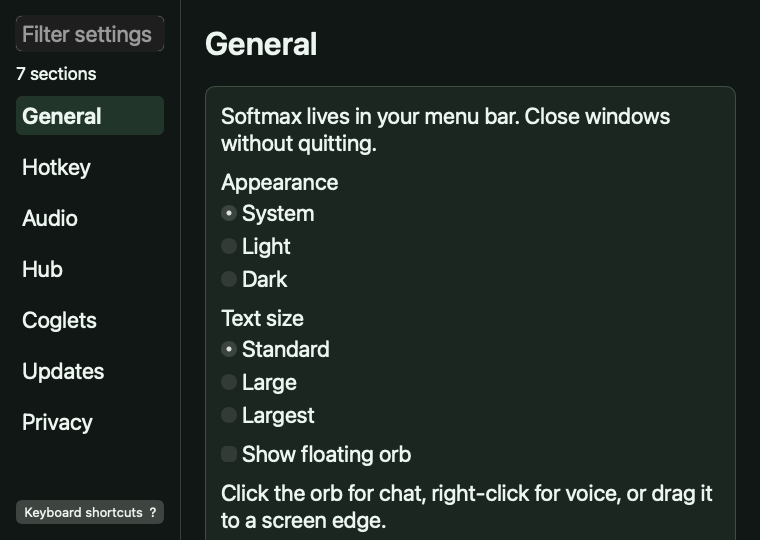 Filter settings
7 sections
General
Hotkey
Audio
Hub
Coglets
Updates
Privacy
Keyboard shortcuts ?
General
Softmax lives in your menu bar. Close windows
without quitting.
Appearance
System
Light
Dark
Text size
Standard
Large
Largest
Show floating orb
Click the orb for chat, right-click for voice, or drag it
to a screen edge.